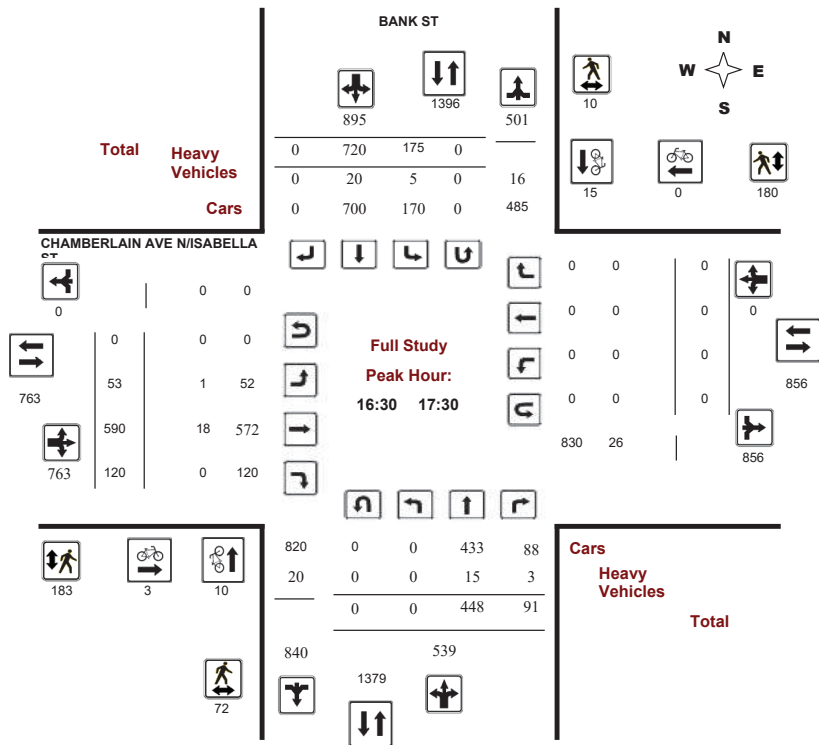 BANK ST
N
W E
S
1396
10
895
501
Total
Heavy
Vehicles
Cars
0 720 175 0
0 20 5 0 16
0 700 170 0 485
15
0
180
CHAMBERLAIN AVE N/ISABELLA
0
0 0
0 0 0 0
0 0 0
53 1 52
0 0 0
763
590 18 572
0 0 0
0 0 0
856
763
120 0 120
830 26
856
Full Study
Peak Hour:
16:30 17:30
820 0 0 433 88
20 0 0 15 3
0 0 448 91
840
539
1379
183
3
10
72
Cars
Heavy
Vehicles
Total